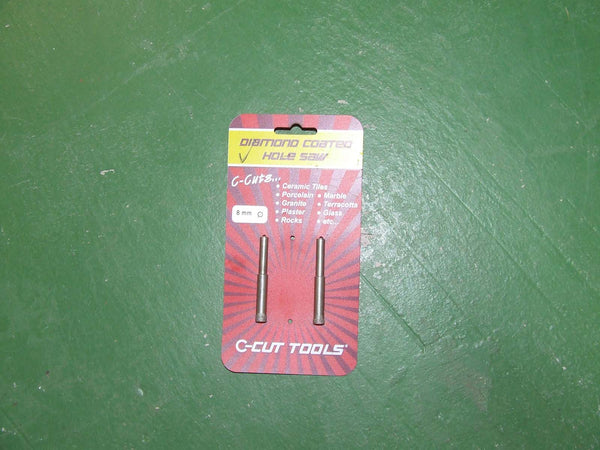 DIAMOND COATED
HOLE SAW
C-Cuts...
• Ceramic Tiles
• Porcelain • Marble
• Granite • Terracotta
• Plaster • Glass
• Rocks • etc...
8 mm
C-CUT TOOLS®